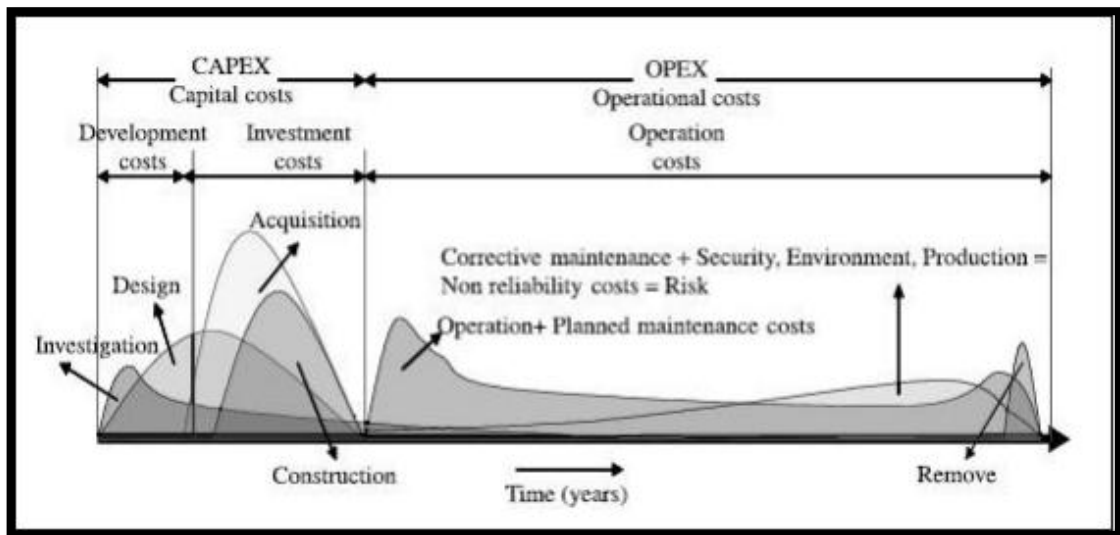 CAPEX
Capital costs
OPEX
Operational costs
Development
costs
Investment
costs
Operation
costs
Acquisition
Corrective maintenance + Security, Environment, Production =
Non reliability costs = Risk
Design
Operation+ Planned maintenance costs
Investigation
Construction
Time (years)
Remove